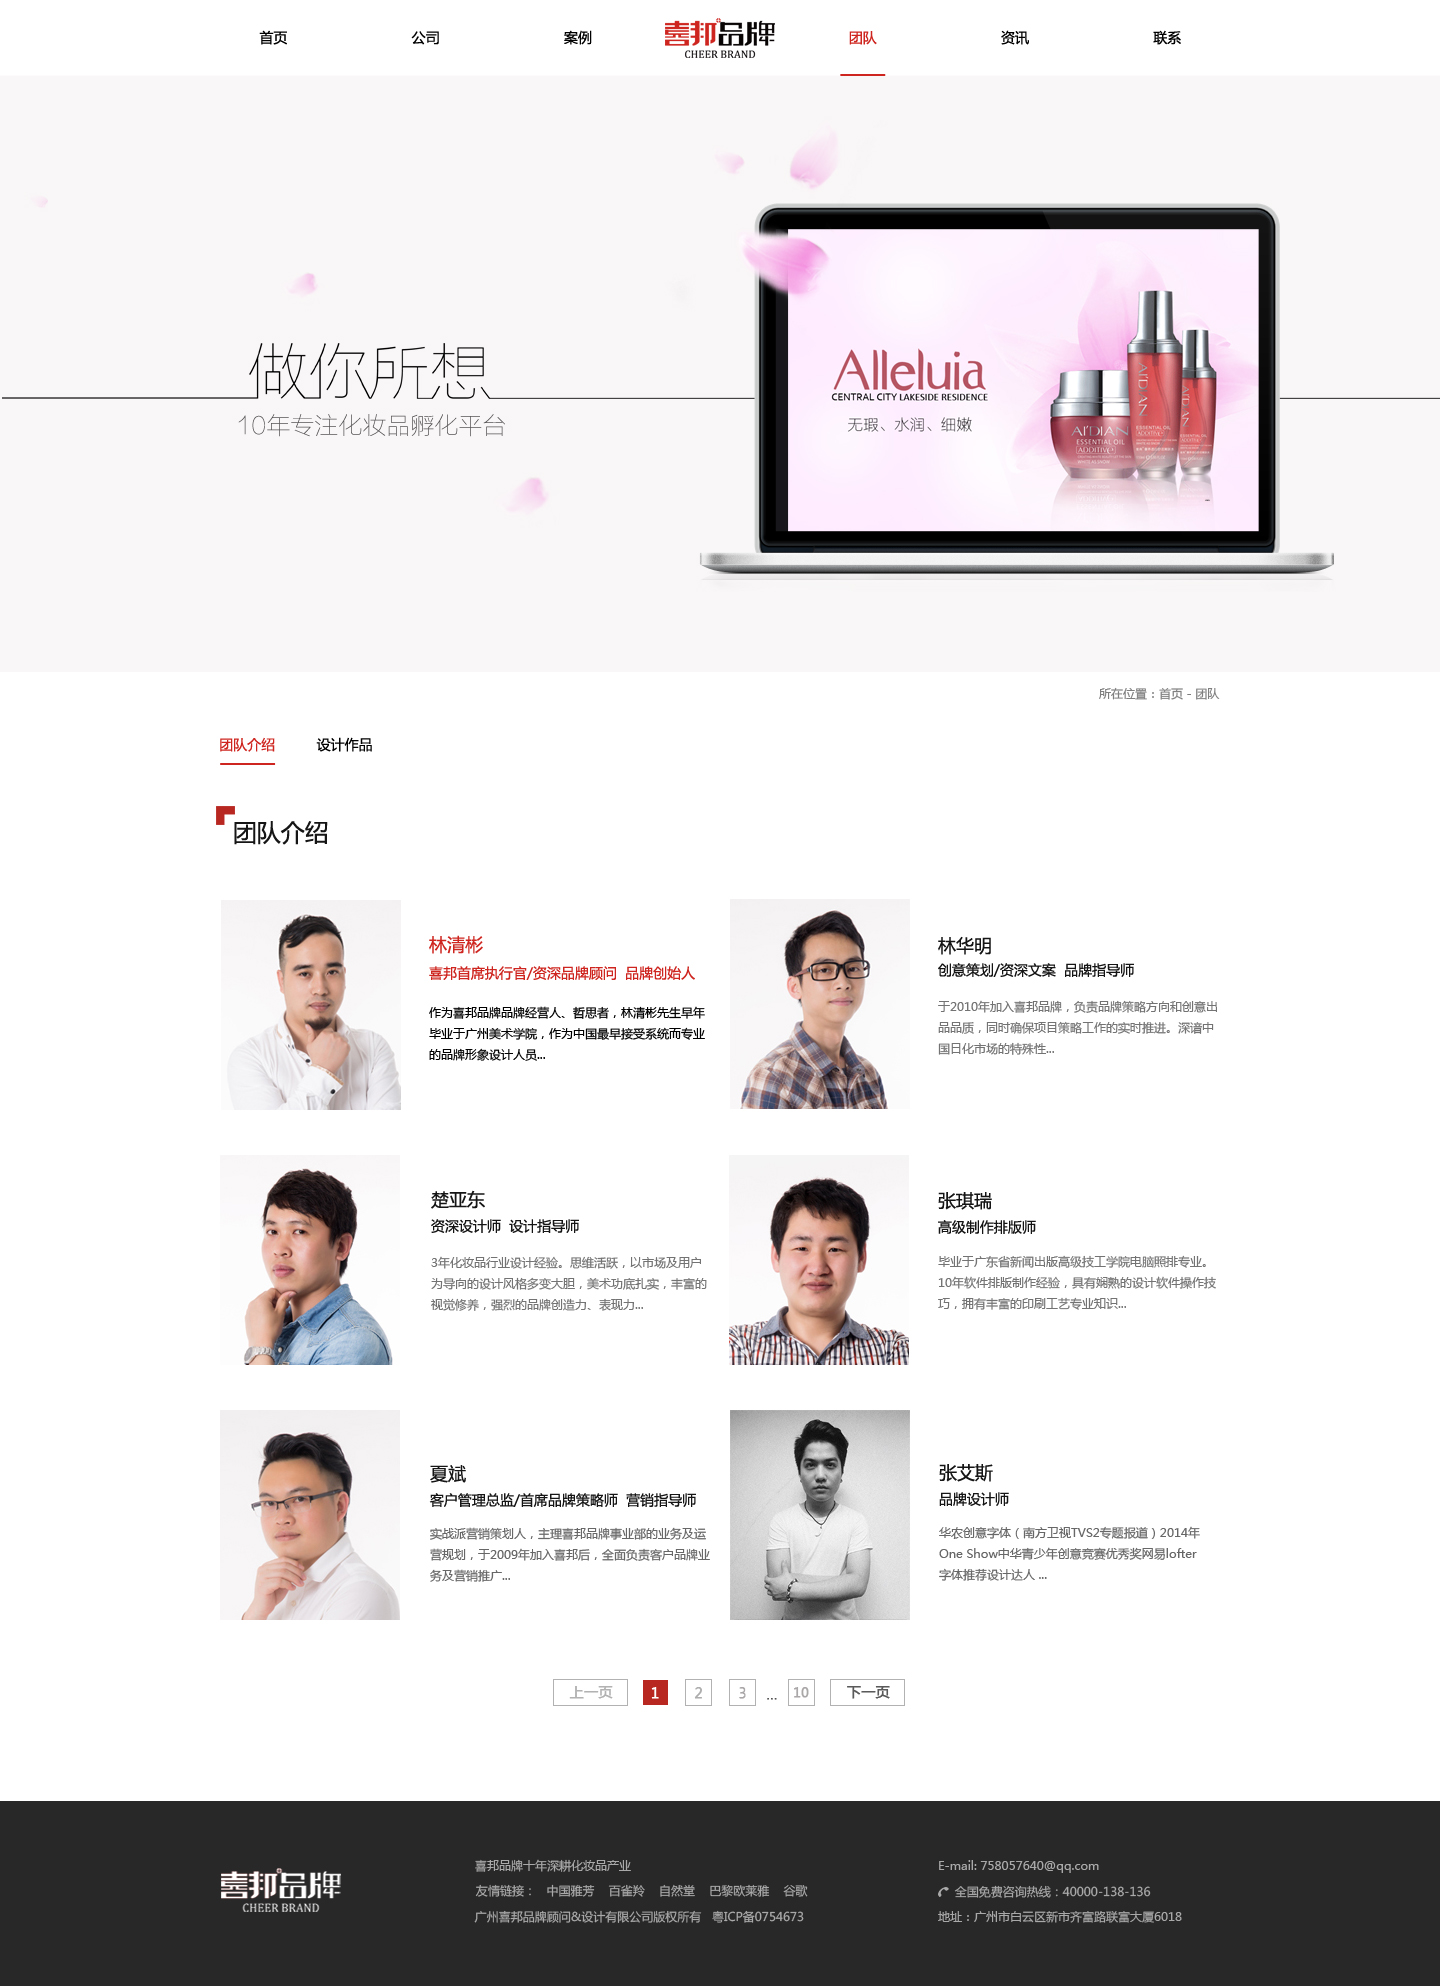 首页
公司
案例
喜邦品牌
CHEER BRAND
团队
资讯
联系
做你所想
10年专注化妆品孵化平台
Alleluia
CENTRAL CITY LAKESIDE RESIDENCE
无瑕、水润、细嫩
AI'DIAN
ESSENTIAL OIL
ADDITIVE
ESSENTIAL OIL
ADDITIVE
ESSENTIAL OIL
所在位置：首页 - 团队
团队介绍
设计作品
团队介绍
林清彬
喜邦首席执行官/资深品牌顾问 品牌创始人
作为喜邦品牌品牌经营人、哲思者，林清彬先生早年
毕业于广州美术学院，作为中国最早接受系统而专业
的品牌形象设计人员...
林华明
创意策划/资深文案 品牌指导师
于2010年加入喜邦品牌，负责品牌策略方向和创意出
品品质，同时确保项目策略工作的实时推进。深谙中
国日化市场的特殊性...
楚亚东
资深设计师 设计指导师
3年化妆品行业设计经验。思维活跃，以市场及用户
为导向的设计风格多变大胆，美术功底扎实，丰富的
视觉修养，强烈的品牌创造力、表现力...
张琪瑞
高级制作排版师
毕业于广东省新闻出版高级技工学院电脑照排专业。
10年软件排版制作经验，具有娴熟的设计软件操作技
巧，拥有丰富的印刷工艺专业知识...
夏斌
客户管理总监/首席品牌策略师 营销指导师
实战派营销策划人，主理喜邦品牌事业部的业务及运
营规划，于2009年加入喜邦后，全面负责客户品牌业
务及营销推广...
张艾斯
品牌设计师
华农创意字体（南方卫视TVS2专题报道）2014年
One Show中华青少年创意竞赛优秀奖网易lofter
字体推荐设计达人 ...
上一页 1 2 3 ... 10 下一页
喜邦品牌
CHEER BRAND
喜邦品牌十年深耕化妆品产业
友情链接： 中国雅芳 百雀羚 自然堂 巴黎欧莱雅 谷歌
广州喜邦品牌顾问&设计有限公司版权所有 粤ICP备0754673
E-mail: 758057640@qq.com
全国免费咨询热线：40000-138-136
地址：广州市白云区新市齐富路联富大厦6018